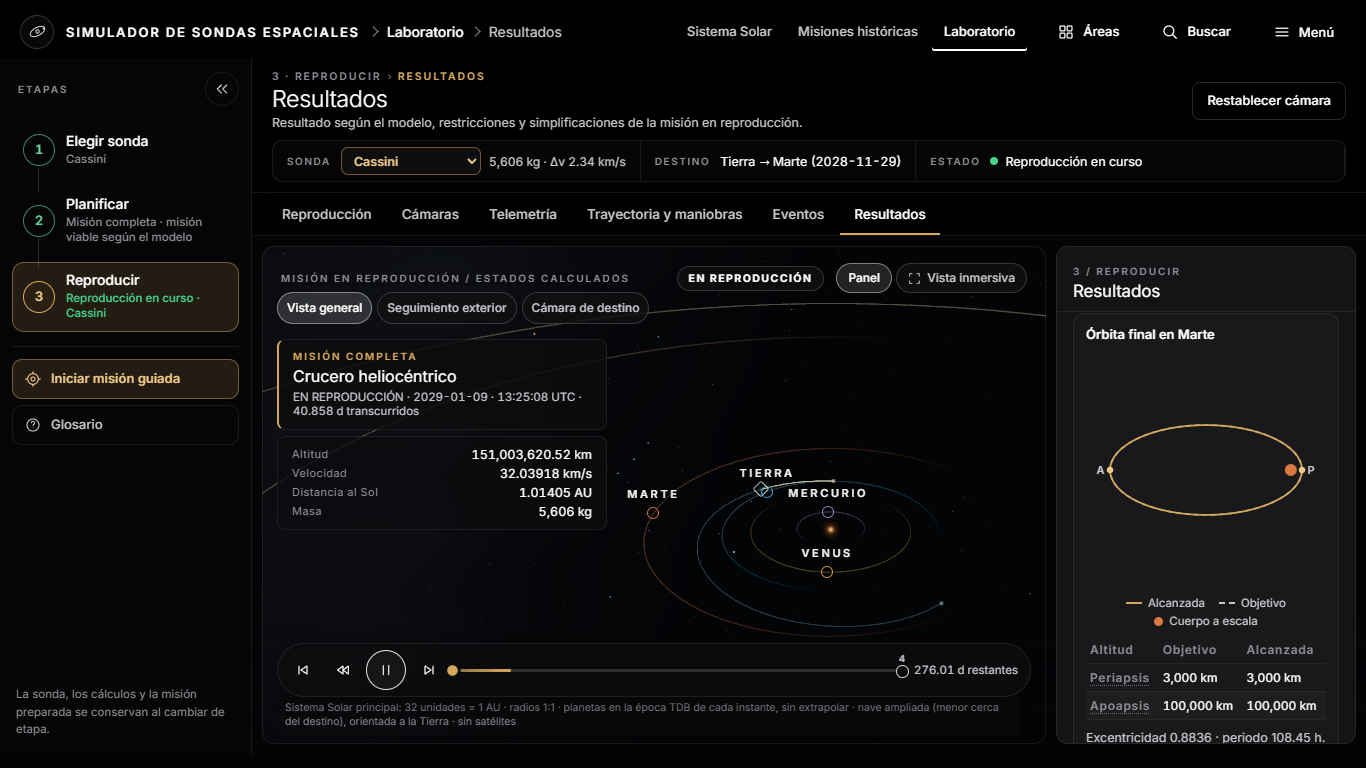 SIMULADOR DE SONDAS ESPACIALES > Laboratorio > Resultados
Sistema Solar
Misiones históricas
Laboratorio
Áreas
Buscar
Menú
ETAPAS
1
Elegir sonda
Cassini
2
Planificar
Misión completa · misión
viable según el modelo
3
Reproducir
Reproducción en curso ·
Cassini
Iniciar misión guiada
Glosario
La sonda, los cálculos y la misión
preparada se conservan al cambiar de
etapa.
3 · REPRODUCIR › RESULTADOS
Resultados
Resultado según el modelo, restricciones y simplificaciones de la misión en reproducción.
Restablecer cámara
SONDA Cassini 5,606 kg · Δv 2.34 km/s
DESTINO Tierra → Marte (2028-11-29)
ESTADO Reproducción en curso
Reproducción
Cámaras
Telemetría
Trayectoria y maniobras
Eventos
Resultados
MISIÓN EN REPRODUCCIÓN / ESTADOS CALCULADOS
EN REPRODUCCIÓN
Panel
Vista inmersiva
Vista general
Seguimiento exterior
Cámara de destino
MISIÓN COMPLETA
Crucero heliocéntrico
EN REPRODUCCIÓN · 2029-01-09 · 13:25:08 UTC ·
40.858 d transcurridos
Altitud 151,003,620.52 km
Velocidad 32.03918 km/s
Distancia al Sol 1.01405 AU
Masa 5,606 kg
TIERRA
MARTE
MERCURIO
VENUS
4
276.01 d restantes
Sistema Solar principal: 32 unidades = 1 AU · radios 1:1 · planetas en la época TDB de cada instante, sin extrapolar · nave ampliada (menor cerca
del destino), orientada a la Tierra · sin satélites
3 / REPRODUCIR
Resultados
Órbita final en Marte
A
P
Alcanzada
Objetivo
Cuerpo a escala
Altitud Objetivo Alcanzada
Periapsis 3,000 km 3,000 km
Apoapsis 100,000 km 100,000 km
Excentricidad 0.8836 · periodo 108.45 h.